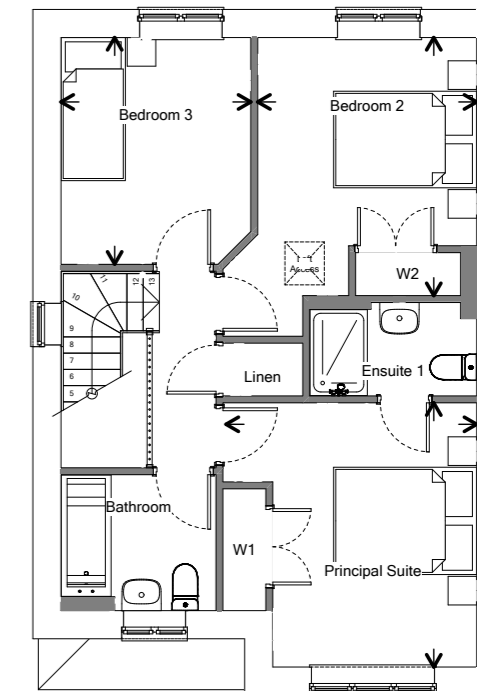 Bedroom 3
Bedroom 2
Access
W2
11
12
13
10
9
8
7
6
5
Linen
Ensuite 1
Bathroom
W1
Principal Suite